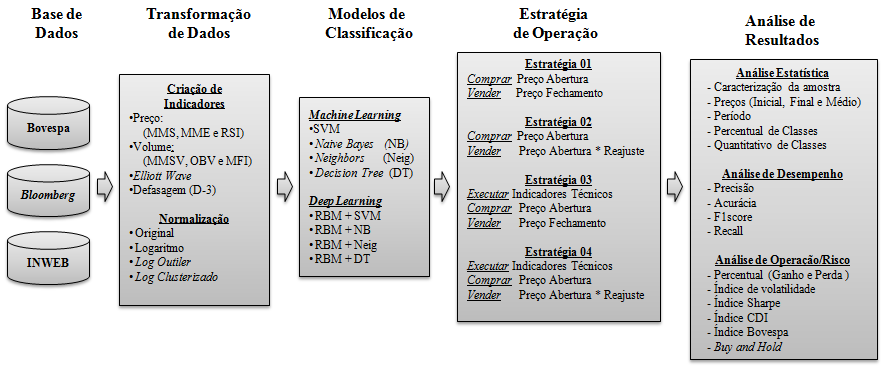 Base de
Dados
Bovespa
Bloomberg
INWEB
Transformação
de Dados
Criação de
Indicadores
•Preço:
(MMS, MME e RSI)
•Volume:
(MMSV, OBV e MFI)
•Elliott Wave
•Defasagem (D-3)
Normalização
•Original
•Logaritmo
•Log Outiler
•Log Clusterizado
Modelos de
Classificação
Machine Learning
•SVM
•Naive Bayes (NB)
•Neighbors (Neig)
•Decision Tree (DT)
Deep Learning
•RBM + SVM
•RBM + NB
•RBM + Neig
•RBM + DT
Estratégia
de Operação
Estratégia 01
Comprar Preço Abertura
Vender Preço Fechamento
Estratégia 02
Comprar Preço Abertura
Vender Preço Abertura * Reajuste
Estratégia 03
Executar Indicadores Técnicos
Comprar Preço Abertura
Vender Preço Fechamento
Estratégia 04
Executar Indicadores Técnicos
Comprar Preço Abertura
Vender Preço Abertura * Reajuste
Análise de
Resultados
Análise Estatística
- Caracterização da amostra
- Preços (Inicial, Final e Médio)
- Período
- Percentual de Classes
- Quantitativo de Classes
Análise de Desempenho
- Precisão
- Acurácia
- F1score
- Recall
Análise de Operação/Risco
- Percentual (Ganho e Perda )
- Índice de volatilidade
- Índice Sharpe
- Índice CDI
- Índice Bovespa
- Buy and Hold